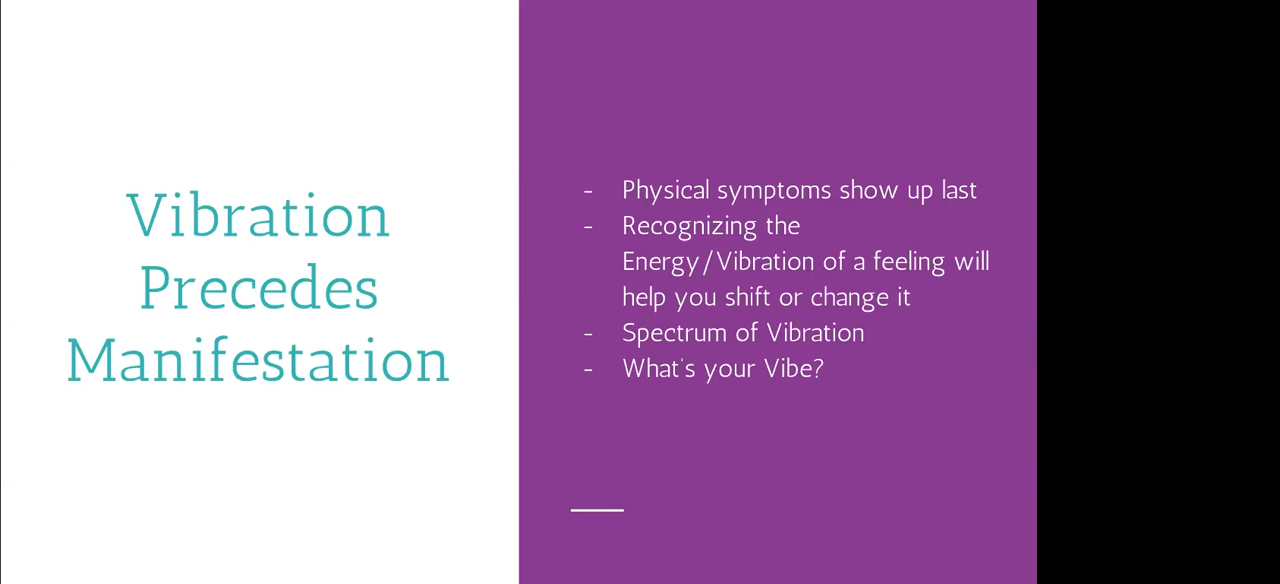 Vibration
Precedes
Manifestation
- Physical symptoms show up last
- Recognizing the
Energy/Vibration of a feeling will
help you shift or change it
- Spectrum of Vibration
- What's your Vibe?